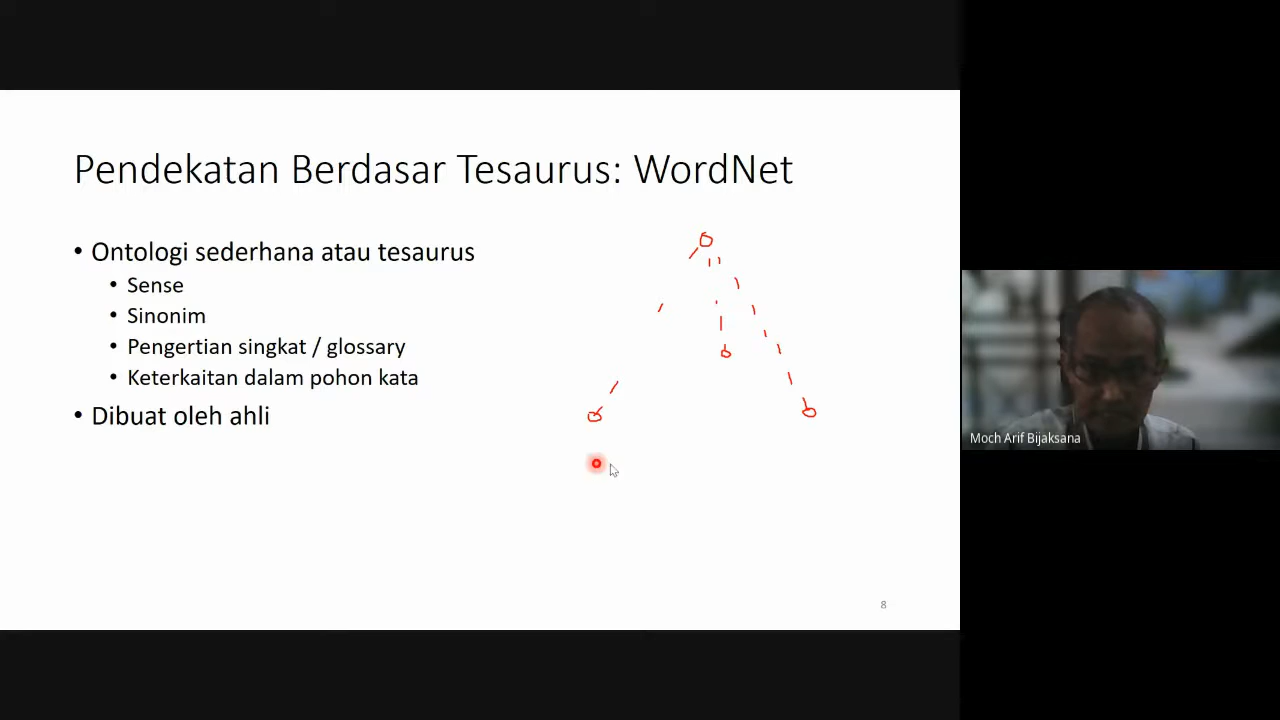 Pendekatan Berdasar Tesaurus: WordNet
• Ontologi sederhana atau tesaurus
• Sense
• Sinonim
• Pengertian singkat / glossary
• Keterkaitan dalam pohon kata
• Dibuat oleh ahli
8
Moch Arif Bijaksana